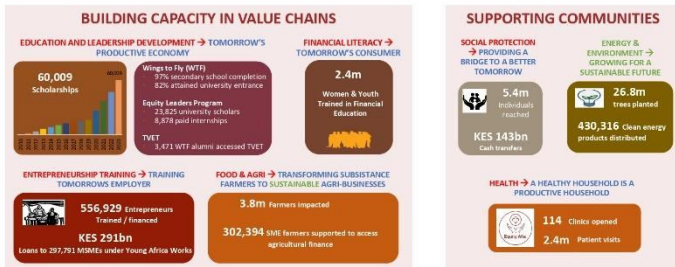 BUILDING CAPACITY IN VALUE CHAINS
EDUCATION AND LEADERSHIP DEVELOPMENT → TOMORROW'S
PRODUCTIVE ECONOMY
60,009
Scholarships
Wings to Fly (WTF)
97% secondary school completion
82% attained university entrance
Equity Leaders Program
23,825 university scholars
8,878 paid internships
TVET
3,471 WTF alumni accessed TVET
FINANCIAL LITERACY →
TOMORROW'S CONSUMER
2.4m
Women & Youth
Trained in Financial
Education
ENTREPRENEURSHIP TRAINING → TRAINING
TOMORROWS EMPLOYER
556,929 Entrepreneurs
Trained / financed
KES 291bn
Loans to 297,791 MSMEs under Young Africa Works
FOOD & AGRI → TRANSFORMING SUBSISTANCE
FARMERS TO SUSTAINABLE AGRI-BUSINESSES
3.8m Farmers impacted
302,394 SME farmers supported to access
agricultural finance
SUPPORTING COMMUNITIES
SOCIAL PROTECTION
→ PROVIDING A
BRIDGE TO A BETTER
TOMORROW
5.4m
Individuals
reached
KES 143bn
Cash transfers
ENERGY &
ENVIRONMENT →
GROWING FOR A
SUSTAINABLE FUTURE
26.8m
trees planted
430,316 Clean energy
products distributed
HEALTH → A HEALTHY HOUSEHOLD IS A
PRODUCTIVE HOUSEHOLD
114 Clinics opened
2.4m Patient visits